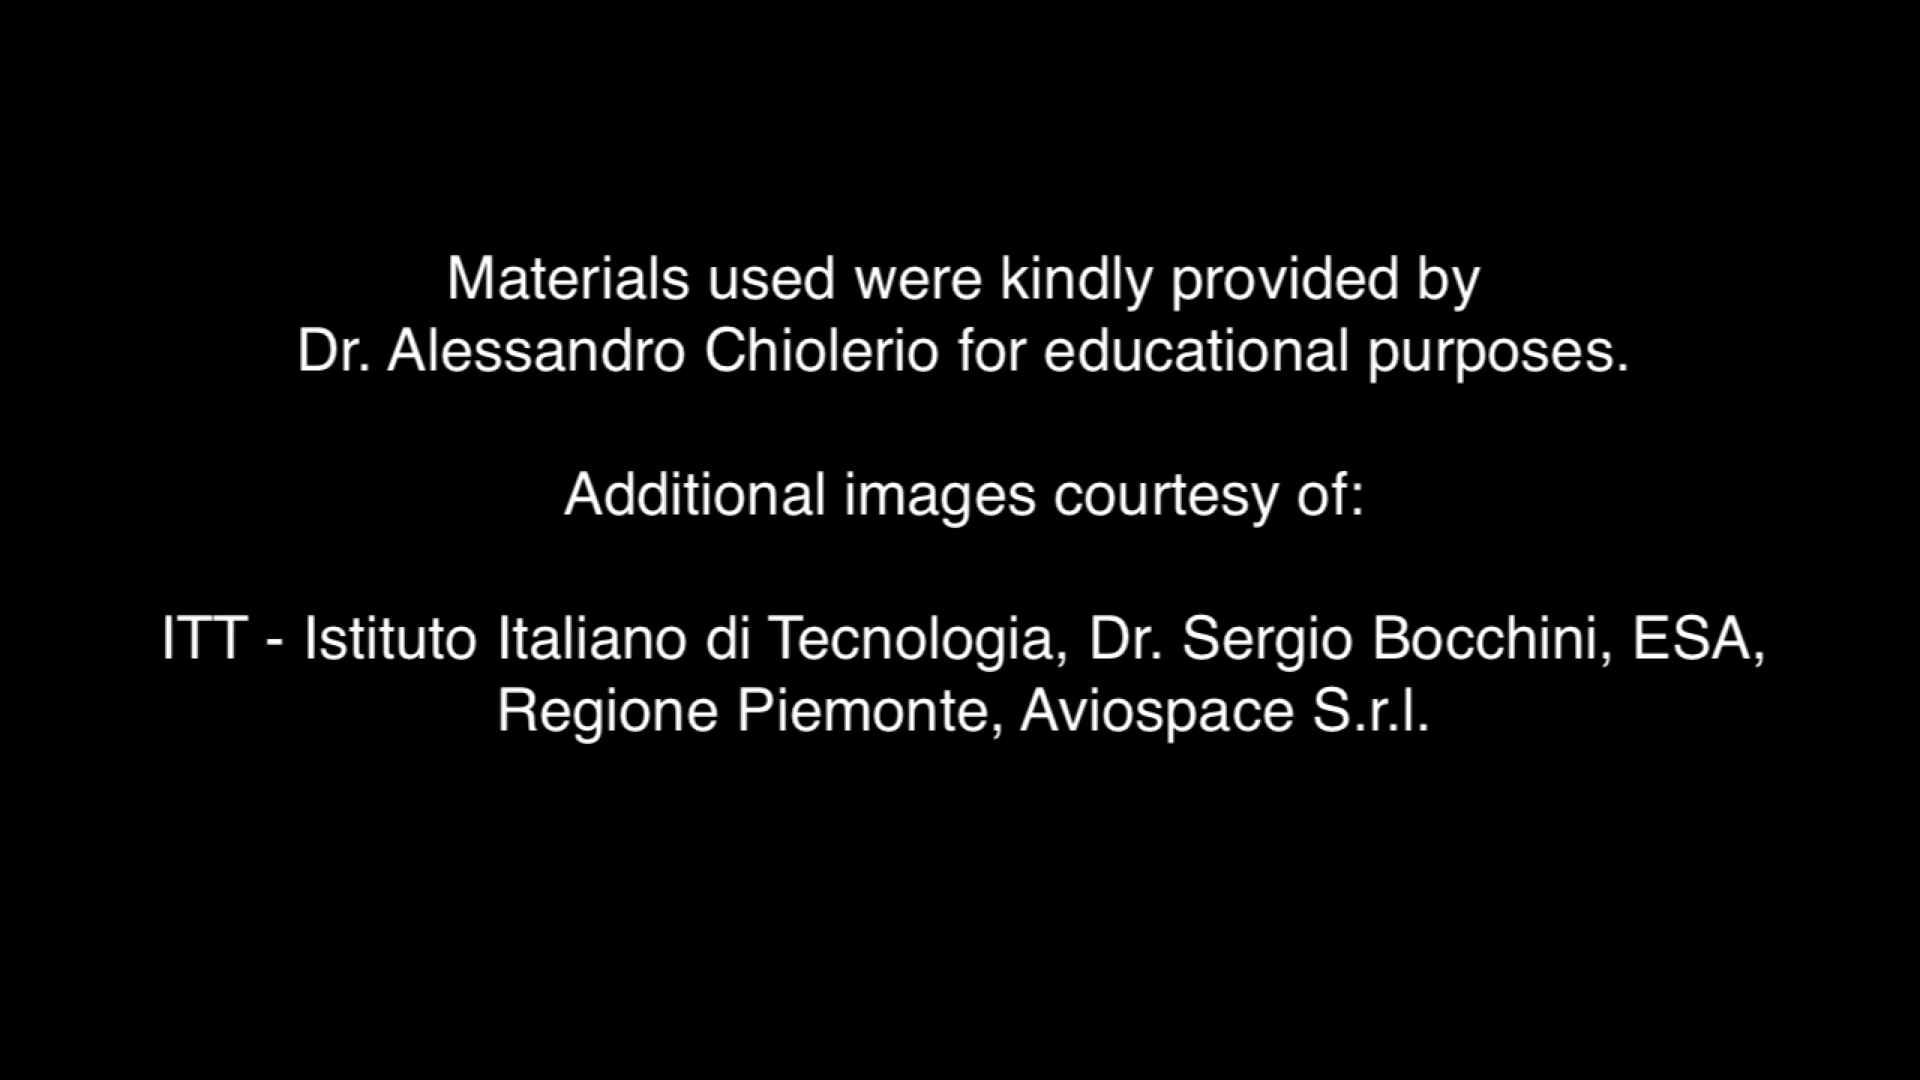 Materials used were kindly provided by
Dr. Alessandro Chiolerio for educational purposes.
Additional images courtesy of:
ITT - Istituto Italiano di Tecnologia, Dr. Sergio Bocchini, ESA,
Regione Piemonte, Aviospace S.r.l.